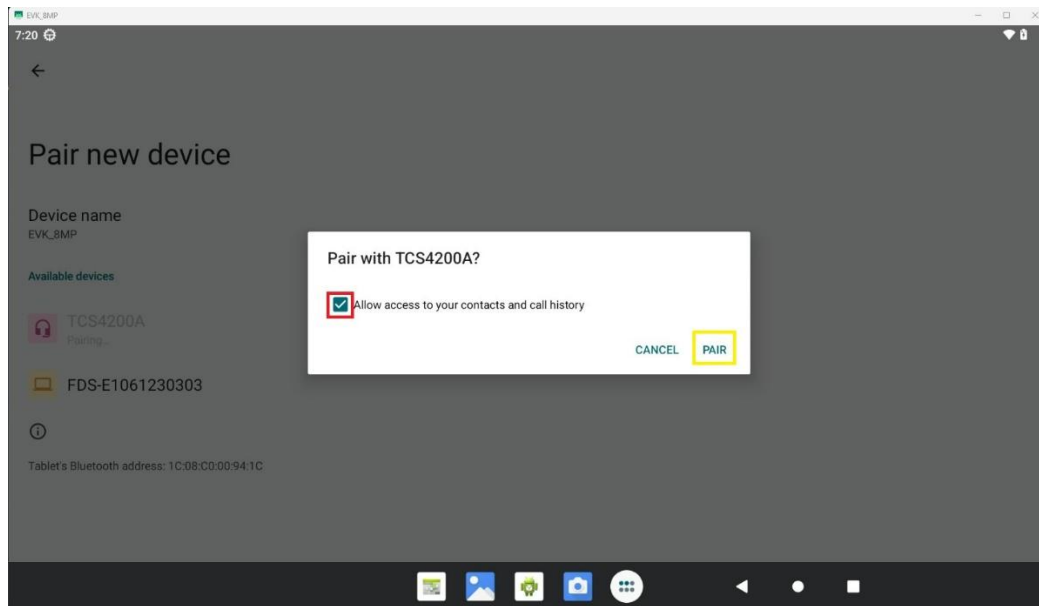 EVK_8MP
7:20
Pair new device
Device name
EVK_8MP
Available devices
TCS4200A
Pairing...
FDS-E1061230303
Tablet's Bluetooth address: 1C:08:C0:00:94:1C
Pair with TCS4200A?
Allow access to your contacts and call history
CANCEL PAIR